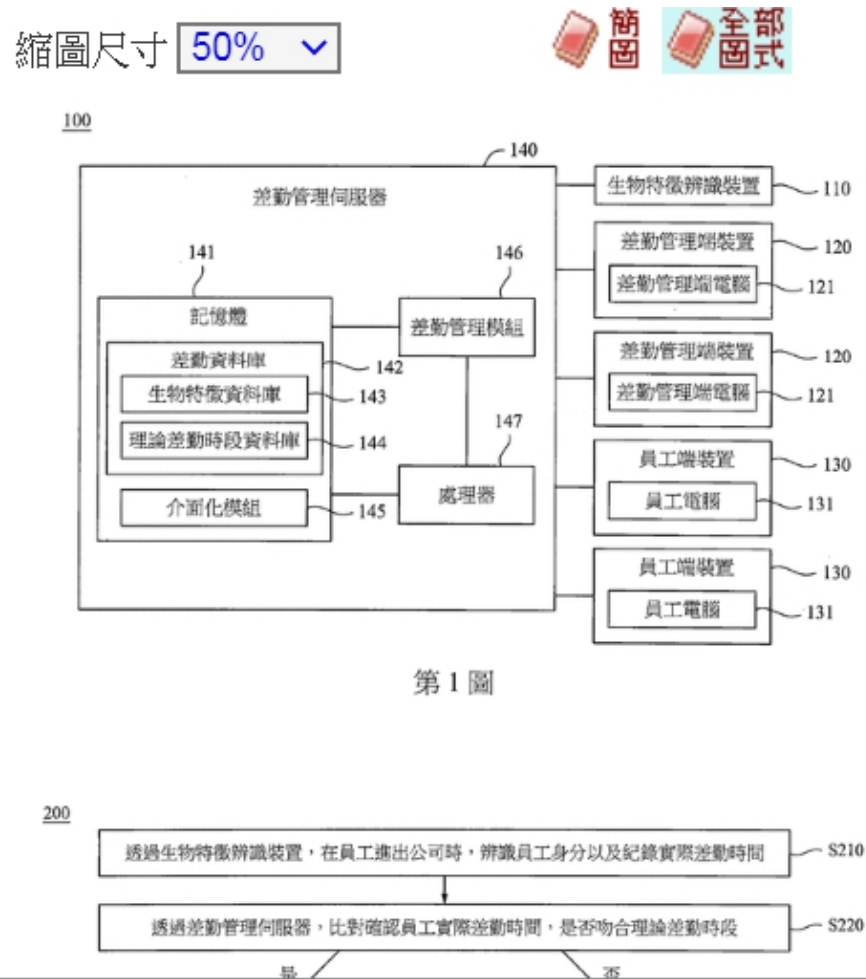 縮圖尺寸 50%
簡圖
全部圖式
100
140
差勤管理伺服器
生物特徵辨識裝置
110
差勤管理端裝置
120
141
146
差勤管理端電腦
121
記憶體
差勤管理模組
差勤資料庫
142
差勤管理端裝置
120
生物特徵資料庫
143
差勤管理端電腦
121
147
理論差勤時段資料庫
144
員工端裝置
130
處理器
員工電腦
131
介面化模組
145
員工端裝置
130
員工電腦
131
第1圖
200
透過生物特徵辨識裝置,在員工進出公司時,辨識員工身分以及紀錄實際差勤時間
S210
透過差勤管理伺服器,比對確認員工實際差勤時間,是否吻合理論差勤時段
S220
是
否